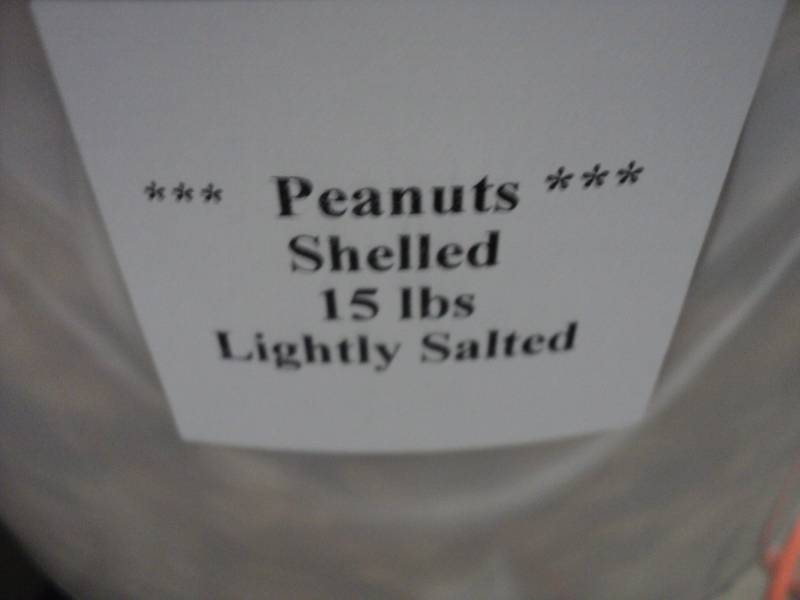 *** Peanuts ***
Shelled
15 lbs
Lightly Salted